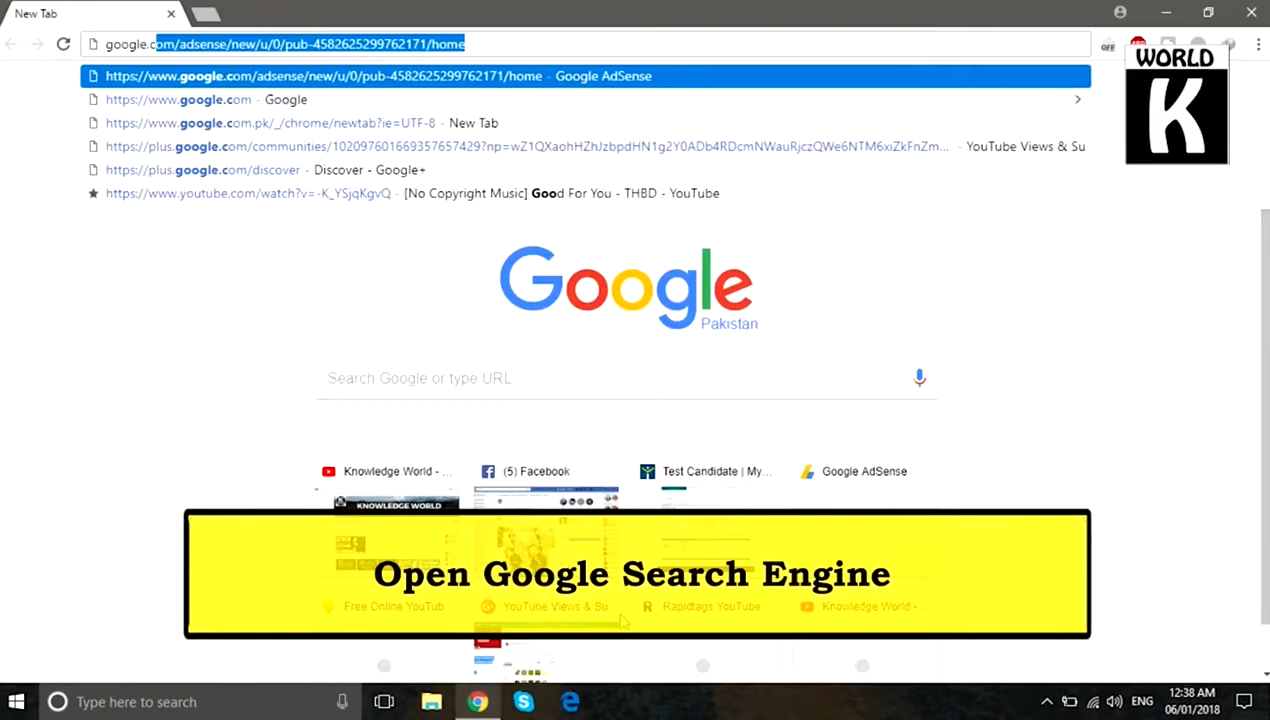 New Tab
google.com/adsense/new/u/0/pub-4582625299762171/home
OFF
https://www.google.com/adsense/new/u/0/pub-4582625299762171/home - Google AdSense
https://www.google.com - Google
https://www.google.com.pk/_/chrome/newtab?ie=UTF-8 - New Tab
https://plus.google.com/communities/102097601669357657429?np=wZ1QXaohHZhJzbpdHN1g2Y0ADb4RDcmNWauRjczQWe6NTM6xiZkFnZm... - YouTube Views & Su
https://plus.google.com/discover - Discover - Google+
https://www.youtube.com/watch?v=-K_YSjqKgvQ - [No Copyright Music] Good For You - THBD - YouTube
WORLD
K
Google
Pakistan
Search Google or type URL
Knowledge World - ...
(5) Facebook
Test Candidate | My...
Google AdSense
KNOWLEDGE WORLD
Open Google Search Engine
Free Online YouTub
YouTube Views & Su
Rapidtags YouTube
Knowledge World -
Type here to search
ENG
12:38 AM
06/01/2018